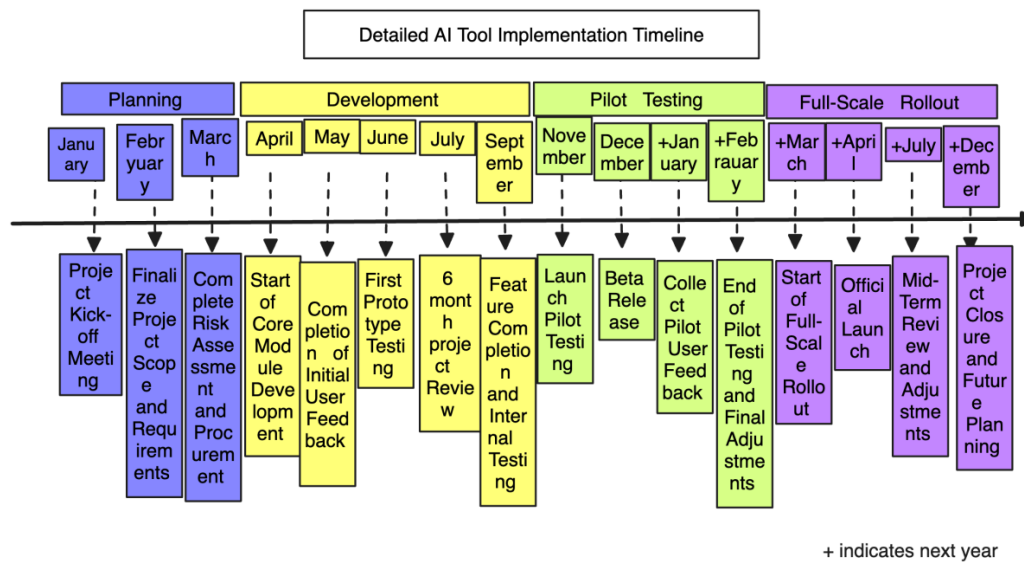 Detailed AI Tool Implementation Timeline
Planning
Development
Pilot Testing
Full-Scale Rollout
Janu
ary
Febr
yuar
y
Marc
h
April
May
June
July
Sept
emb
er
Nove
mber
Dece
mber
+Jan
uary
+Feb
rauar
y
+Mar
ch
+Apri
l
+July
+Dec
emb
er
Proje
ct
Kick-
off
Meeti
ng
Finali
ze
Proje
ct
Scop
e
and
Requ
irem
ents
Com
plete
Risk
Asse
ssme
nt
and
Proc
urem
ent
Start
of
Core
Mod
ule
Deve
lopm
ent
Com
pletio
n of
Initial
User
Feed
back
First
Proto
type
Testi
ng
6
mont
h
proje
ct
Revie
w
Feat
ure
Com
pletio
n
and
Inter
nal
Testi
ng
Laun
ch
Pilot
Testi
ng
Beta
Rele
ase
Colle
ct
Pilot
User
Feed
back
End
of
Pilot
Testi
ng
and
Final
Adju
stme
nts
Start
of
Full-
Scal
e
Rollo
ut
Offici
al
Laun
ch
Mid-
Term
Revi
ew
and
Adju
stme
nts
Proje
ct
Clos
ure
and
Futur
e
Plan
ning
+ indicates next year